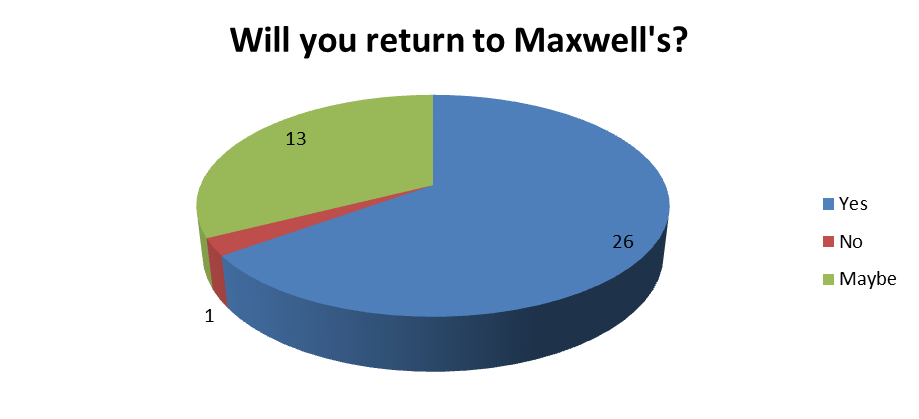 Will you return to Maxwell's?
13
26
1
Yes
No
Maybe